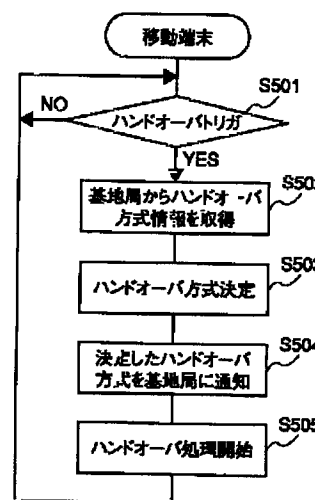 移動端末
S501
NO
ハンドオーバトリガ
YES
S502
基地局からハンドオーバ
方式情報を取得
S503
ハンドオーバ方式決定
S504
決定したハンドオーバ
方式を基地局に通知
S505
ハンドオーバ処理開始